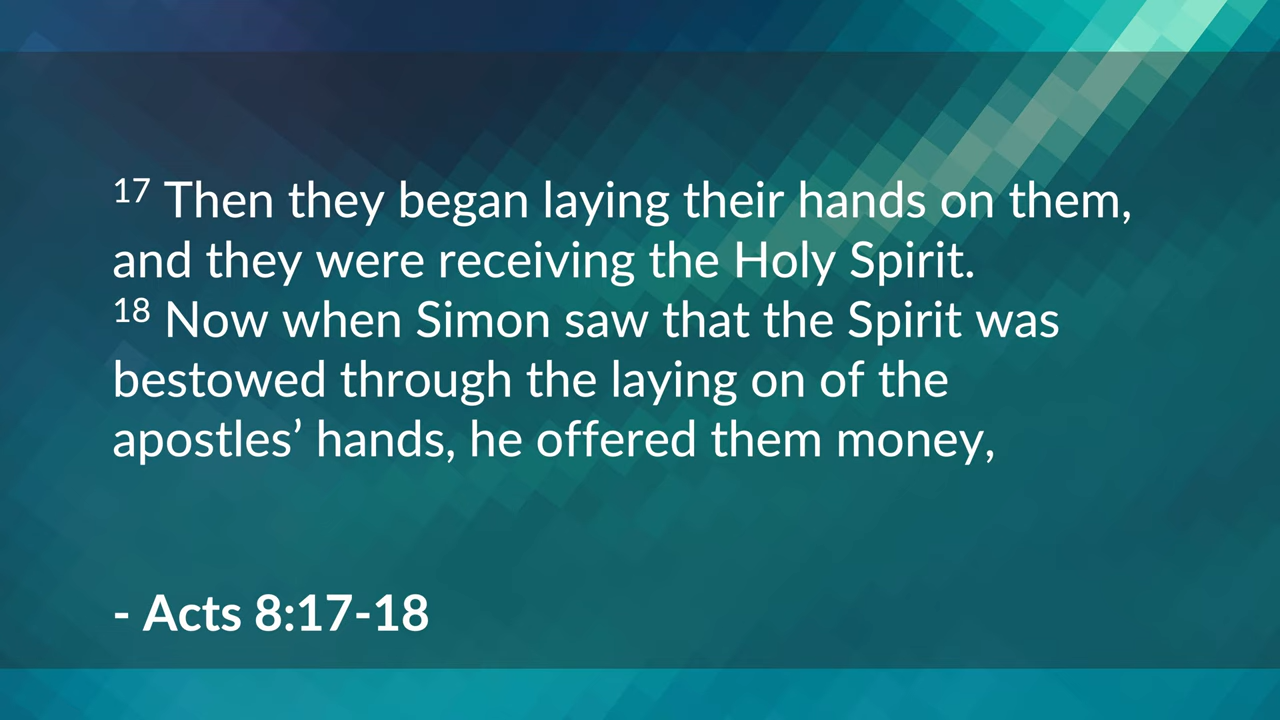 17 Then they began laying their hands on them,
and they were receiving the Holy Spirit.
18 Now when Simon saw that the Spirit was
bestowed through the laying on of the
apostles’ hands, he offered them money,
- Acts 8:17-18